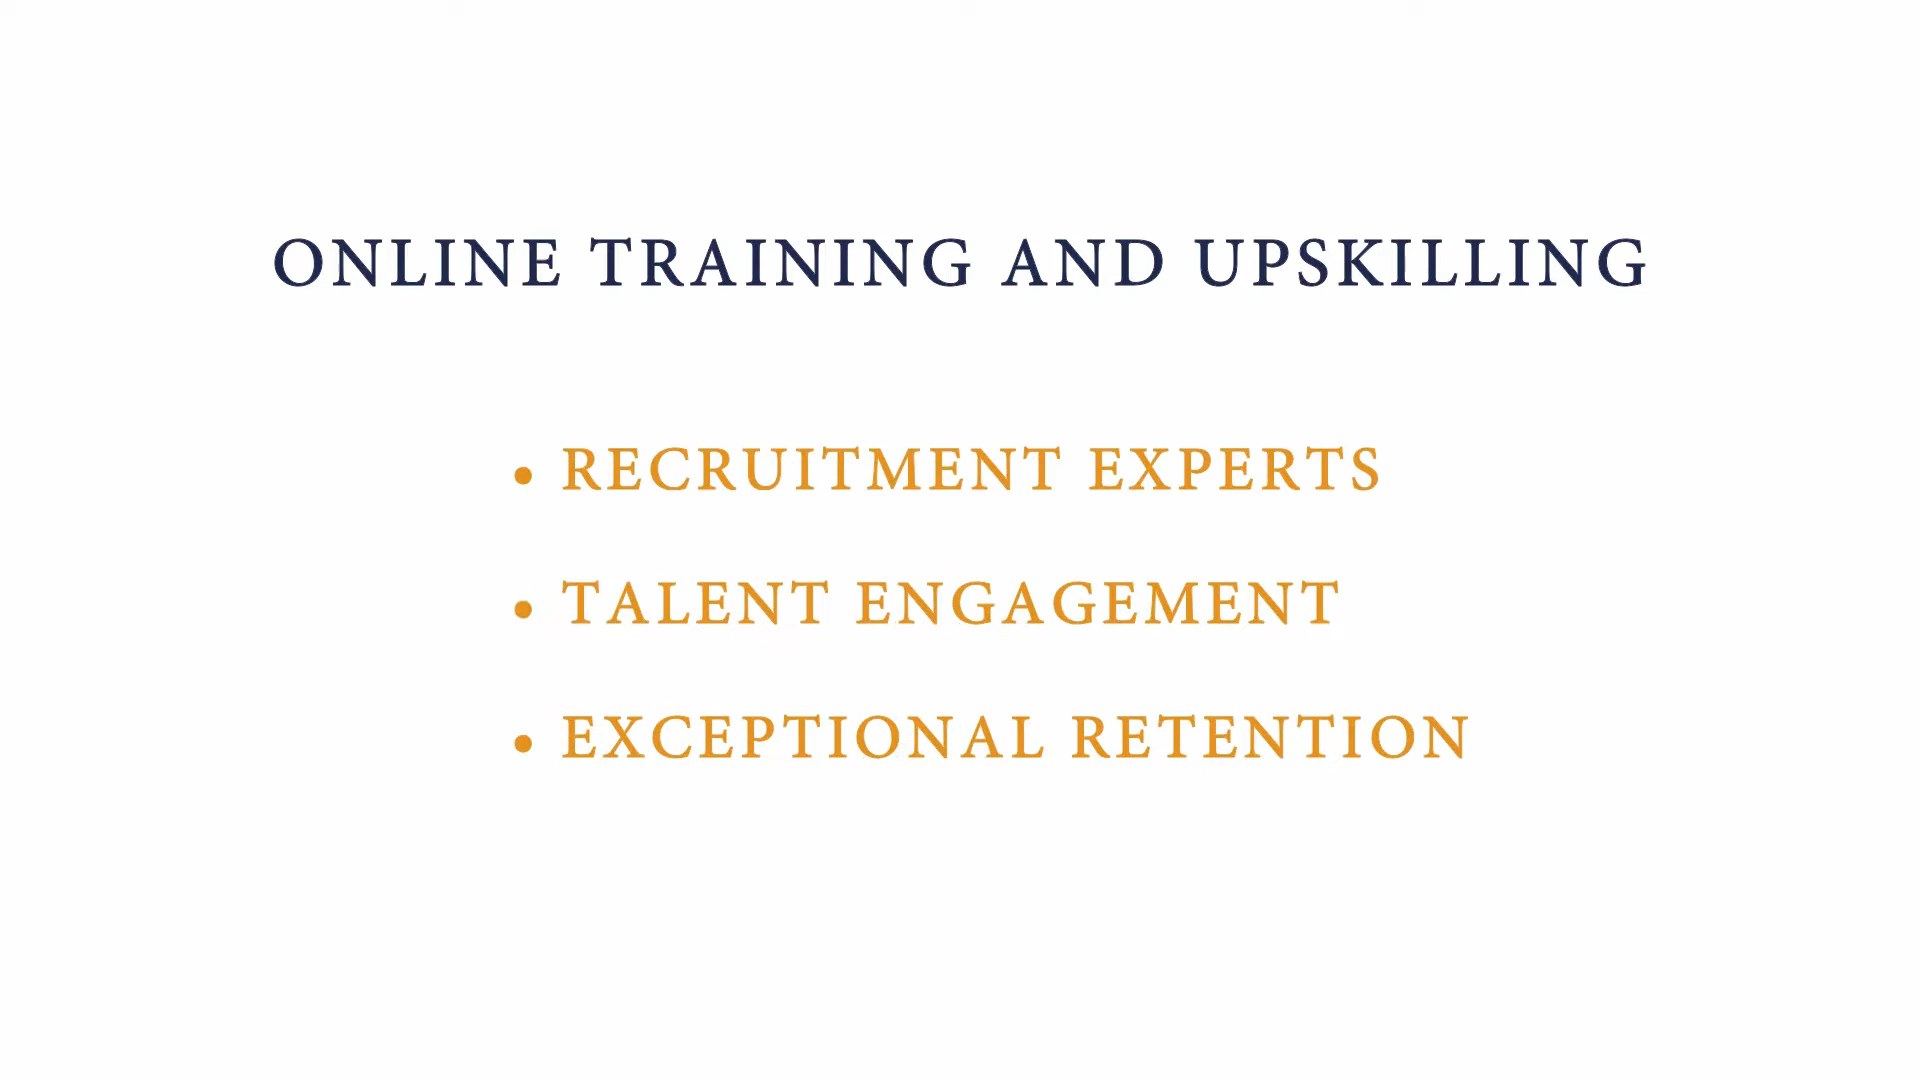 ONLINE TRAINING AND UPSKILLING
• RECRUITMENT EXPERTS
• TALENT ENGAGEMENT
• EXCEPTIONAL RETENTION